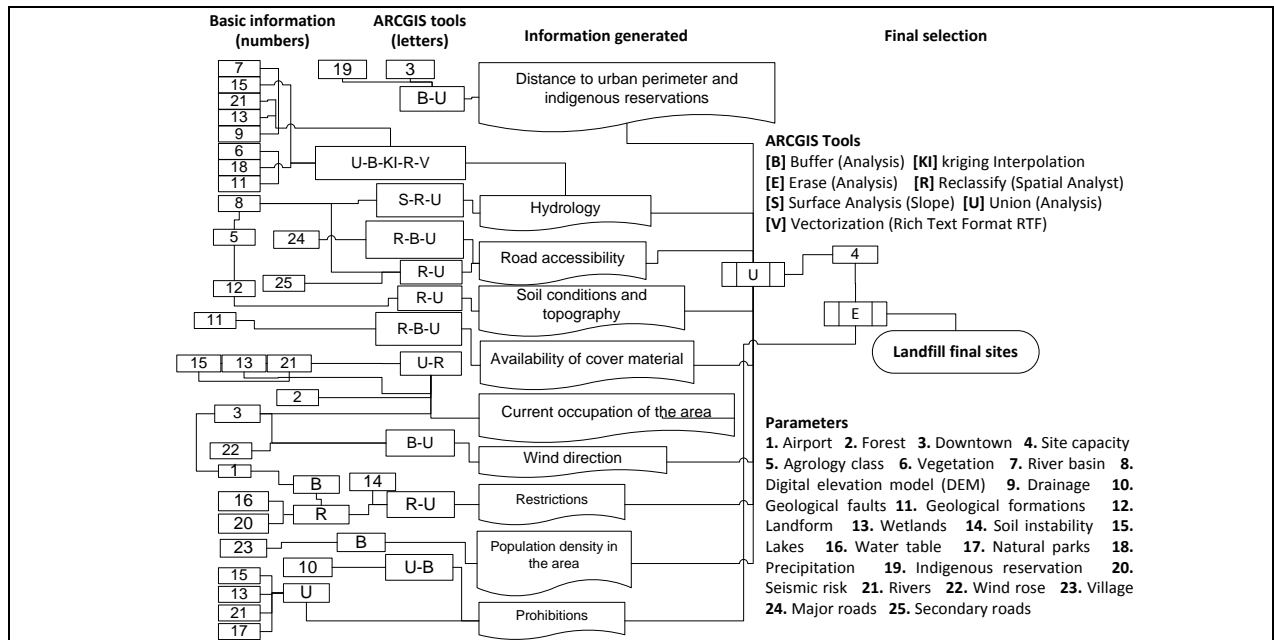 Basic information
(numbers)
ARCGIS tools
(letters)
Information generated
Final selection
7
15
21
13
9
6
18
11
8
5
12
11
15 13 21
2
3
22
1
16
20
23
10
15
13
21
17
19
3
B-U
U-B-KI-R-V
S-R-U
24
R-B-U
25
R-U
R-U
R-B-U
U-R
B-U
B
14
R
R-U
B
U-B
U
Distance to urban perimeter and
indigenous reservations
Hydrology
Road accessibility
Soil conditions and
topography
Availability of cover material
Current occupation of the area
Wind direction
Restrictions
Population density in
the area
Prohibitions
ARCGIS Tools
[B] Buffer (Analysis) [KI] kriging Interpolation
[E] Erase (Analysis) [R] Reclassify (Spatial Analyst)
[S] Surface Analysis (Slope) [U] Union (Analysis)
[V] Vectorization (Rich Text Format RTF)
U
4
E
Landfill final sites
Parameters
1. Airport 2. Forest 3. Downtown 4. Site capacity
5. Agrology class 6. Vegetation 7. River basin 8.
Digital elevation model (DEM) 9. Drainage 10.
Geological faults 11. Geological formations 12.
Landform 13. Wetlands 14. Soil instability 15.
Lakes 16. Water table 17. Natural parks 18.
Precipitation 19. Indigenous reservation 20.
Seismic risk 21. Rivers 22. Wind rose 23. Village
24. Major roads 25. Secondary roads